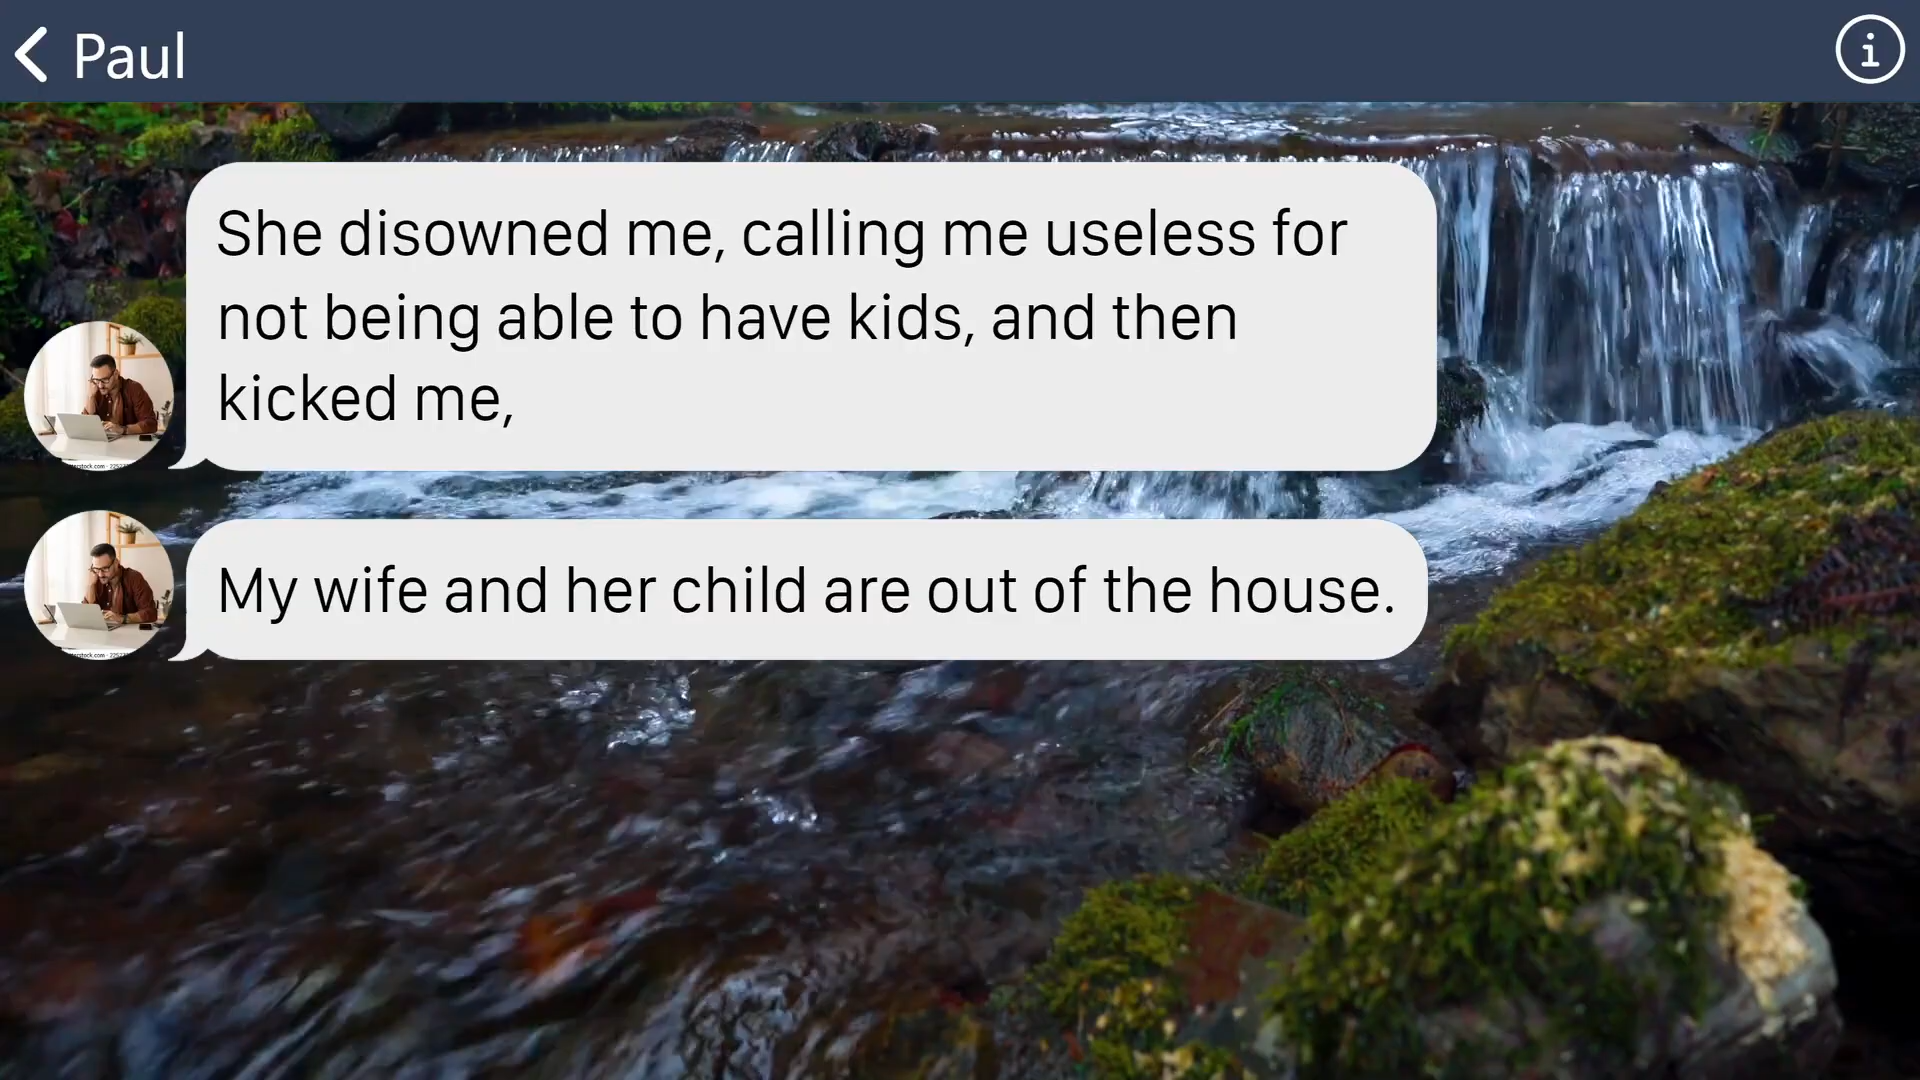 Paul
She disowned me, calling me useless for
not being able to have kids, and then
kicked me,
My wife and her child are out of the house.